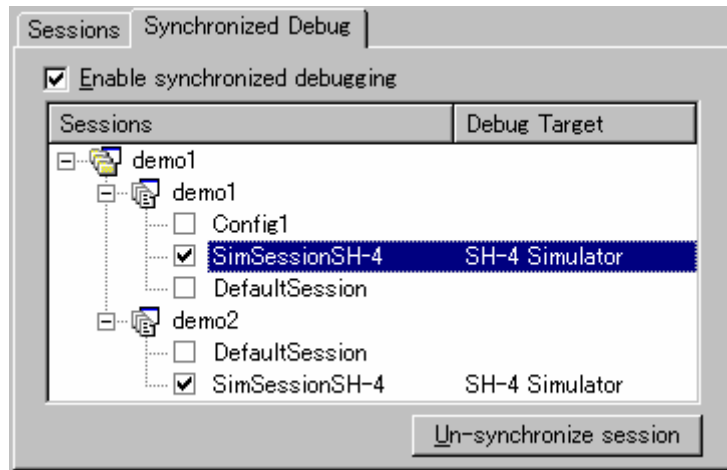 Sessions Synchronized Debug
Enable synchronized debugging
Sessions Debug Target
demo1
demo1
Config1
SimSessionSH-4 SH-4 Simulator
DefaultSession
demo2
DefaultSession
SimSessionSH-4 SH-4 Simulator
Un-synchronize session